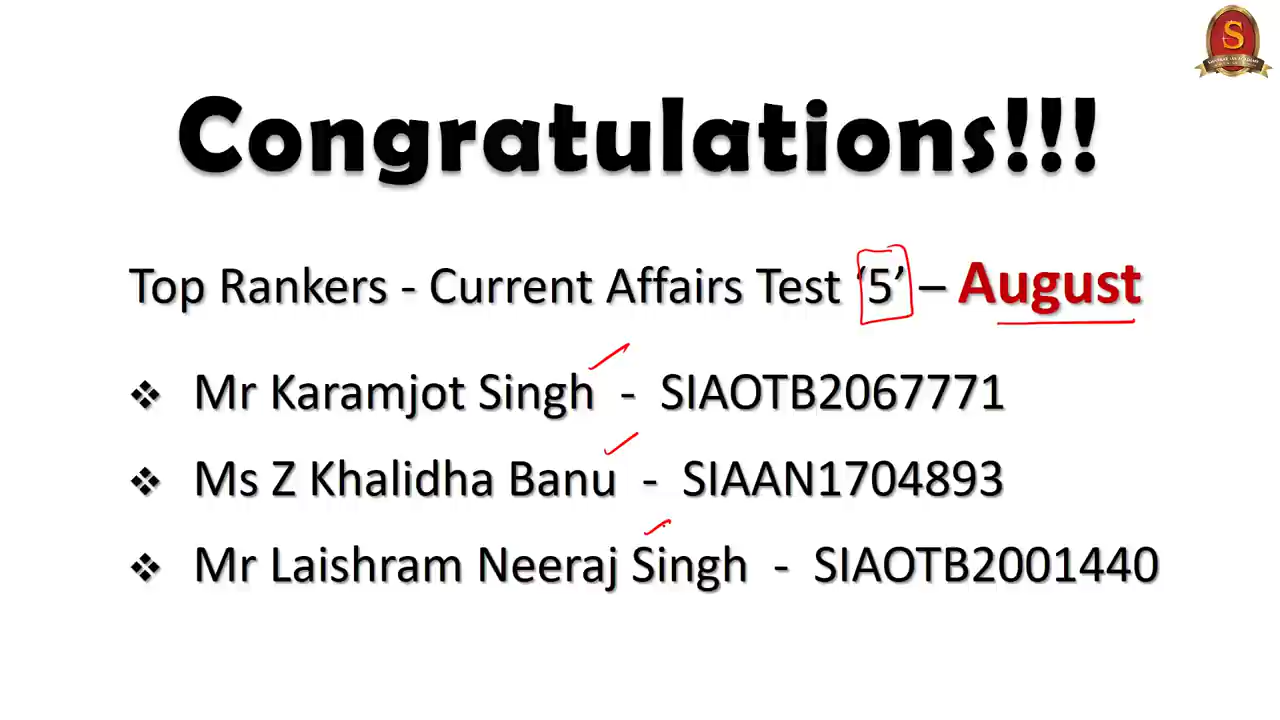 S
Congratulations!!!
Top Rankers - Current Affairs Test ‘5’ – August
❖ Mr Karamjot Singh - SIAOTB2067771
❖ Ms Z Khalidha Banu - SIAAN1704893
❖ Mr Laishram Neeraj Singh - SIAOTB2001440